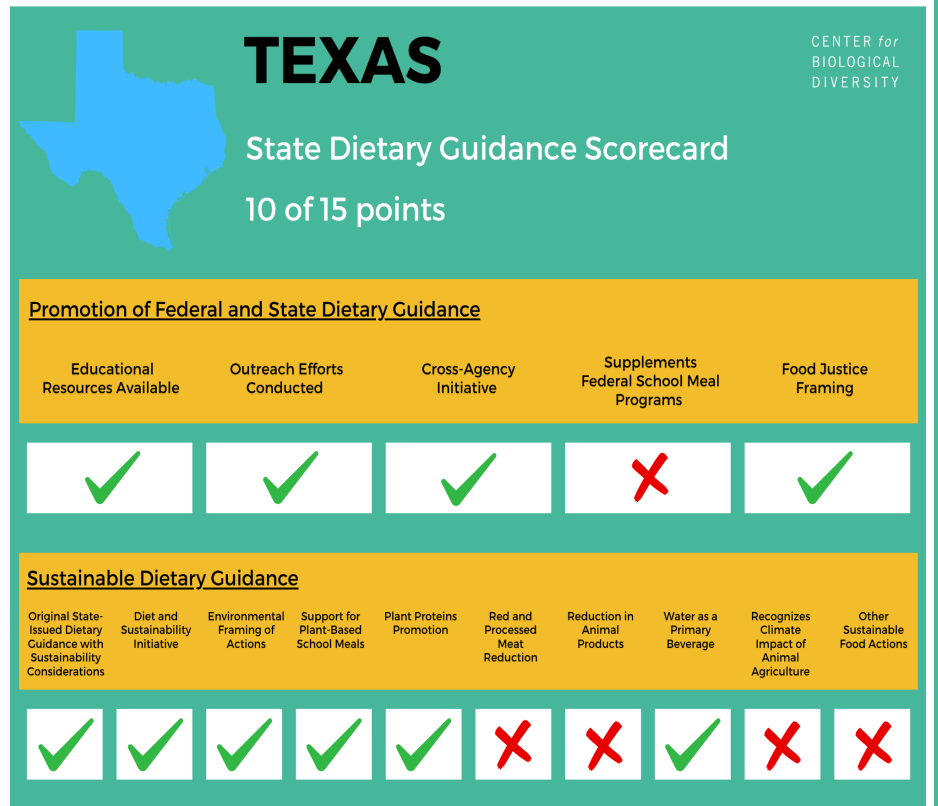 TEXAS
CENTER for
BIOLOGICAL
DIVERSITY
State Dietary Guidance Scorecard
10 of 15 points
Promotion of Federal and State Dietary Guidance
Educational
Resources Available
Outreach Efforts
Conducted
Cross-Agency
Initiative
Supplements
Federal School Meal
Programs
Food Justice
Framing
Sustainable Dietary Guidance
Original State-
Issued Dietary
Guidance with
Sustainability
Considerations
Diet and
Sustainability
Initiative
Environmental
Framing of
Actions
Support for
Plant-Based
School Meals
Plant Proteins
Promotion
Red and
Processed
Meat
Reduction
Reduction in
Animal
Products
Water as a
Primary
Beverage
Recognizes
Climate
Impact of
Animal
Agriculture
Other
Sustainable
Food Actions